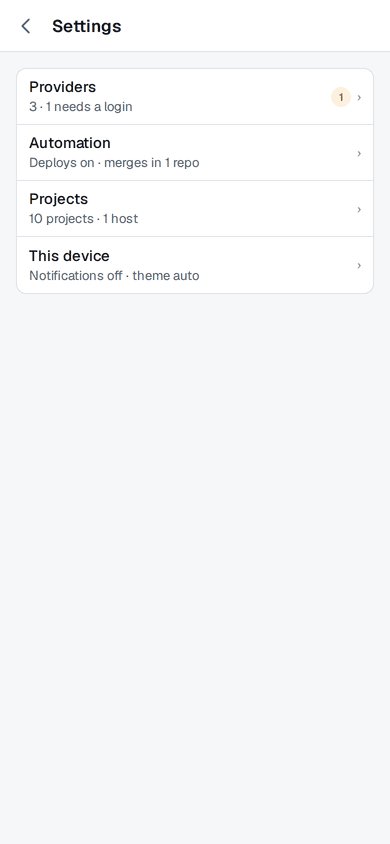 Settings
Providers
3 · 1 needs a login
1
Automation
Deploys on · merges in 1 repo
Projects
10 projects · 1 host
This device
Notifications off · theme auto